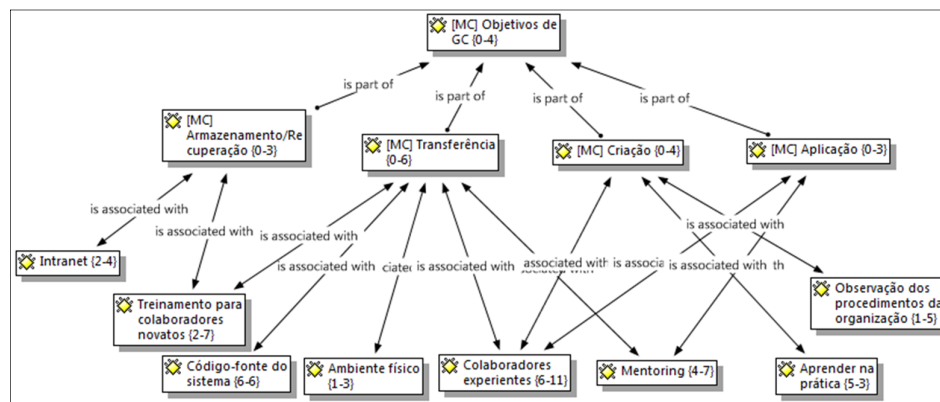 [MC] Objetivos de
GC {0-4}
is part of
is part of
is part of
is part of
[MC]
Armazenamento/Re
cuperação {0-3}
[MC] Transferência
{0-6}
[MC] Criação {0-4}
[MC] Aplicação {0-3}
is associated with
is associated with
is associated with
is associated with
is associated with
associated with
is associated with
is associated with
Intranet {2-4}
Treinamento para
colaboradores
novatos {2-7}
Observação dos
procedimentos da
organização {1-5}
Código-fonte do
sistema {6-6}
Ambiente físico
{1-3}
Colaboradores
experientes {6-11}
Mentoring {4-7}
Aprender na
prática {5-3}